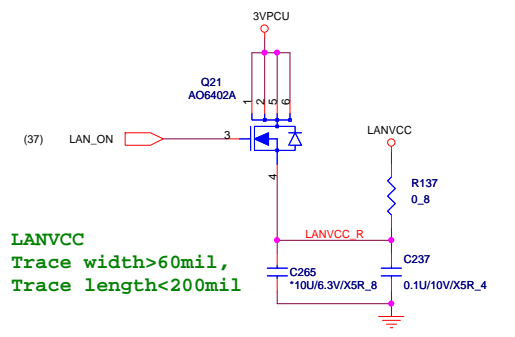 3VPCU
Q21
AO6402A
1 2 5 6
(37) LAN_ON
3
4
LANVCC
R137
0_8
LANVCC_R
C265
*10U/6.3V/X5R_8
C237
0.1U/10V/X5R_4
LANVCC
Trace width>60mil,
Trace length<200mil